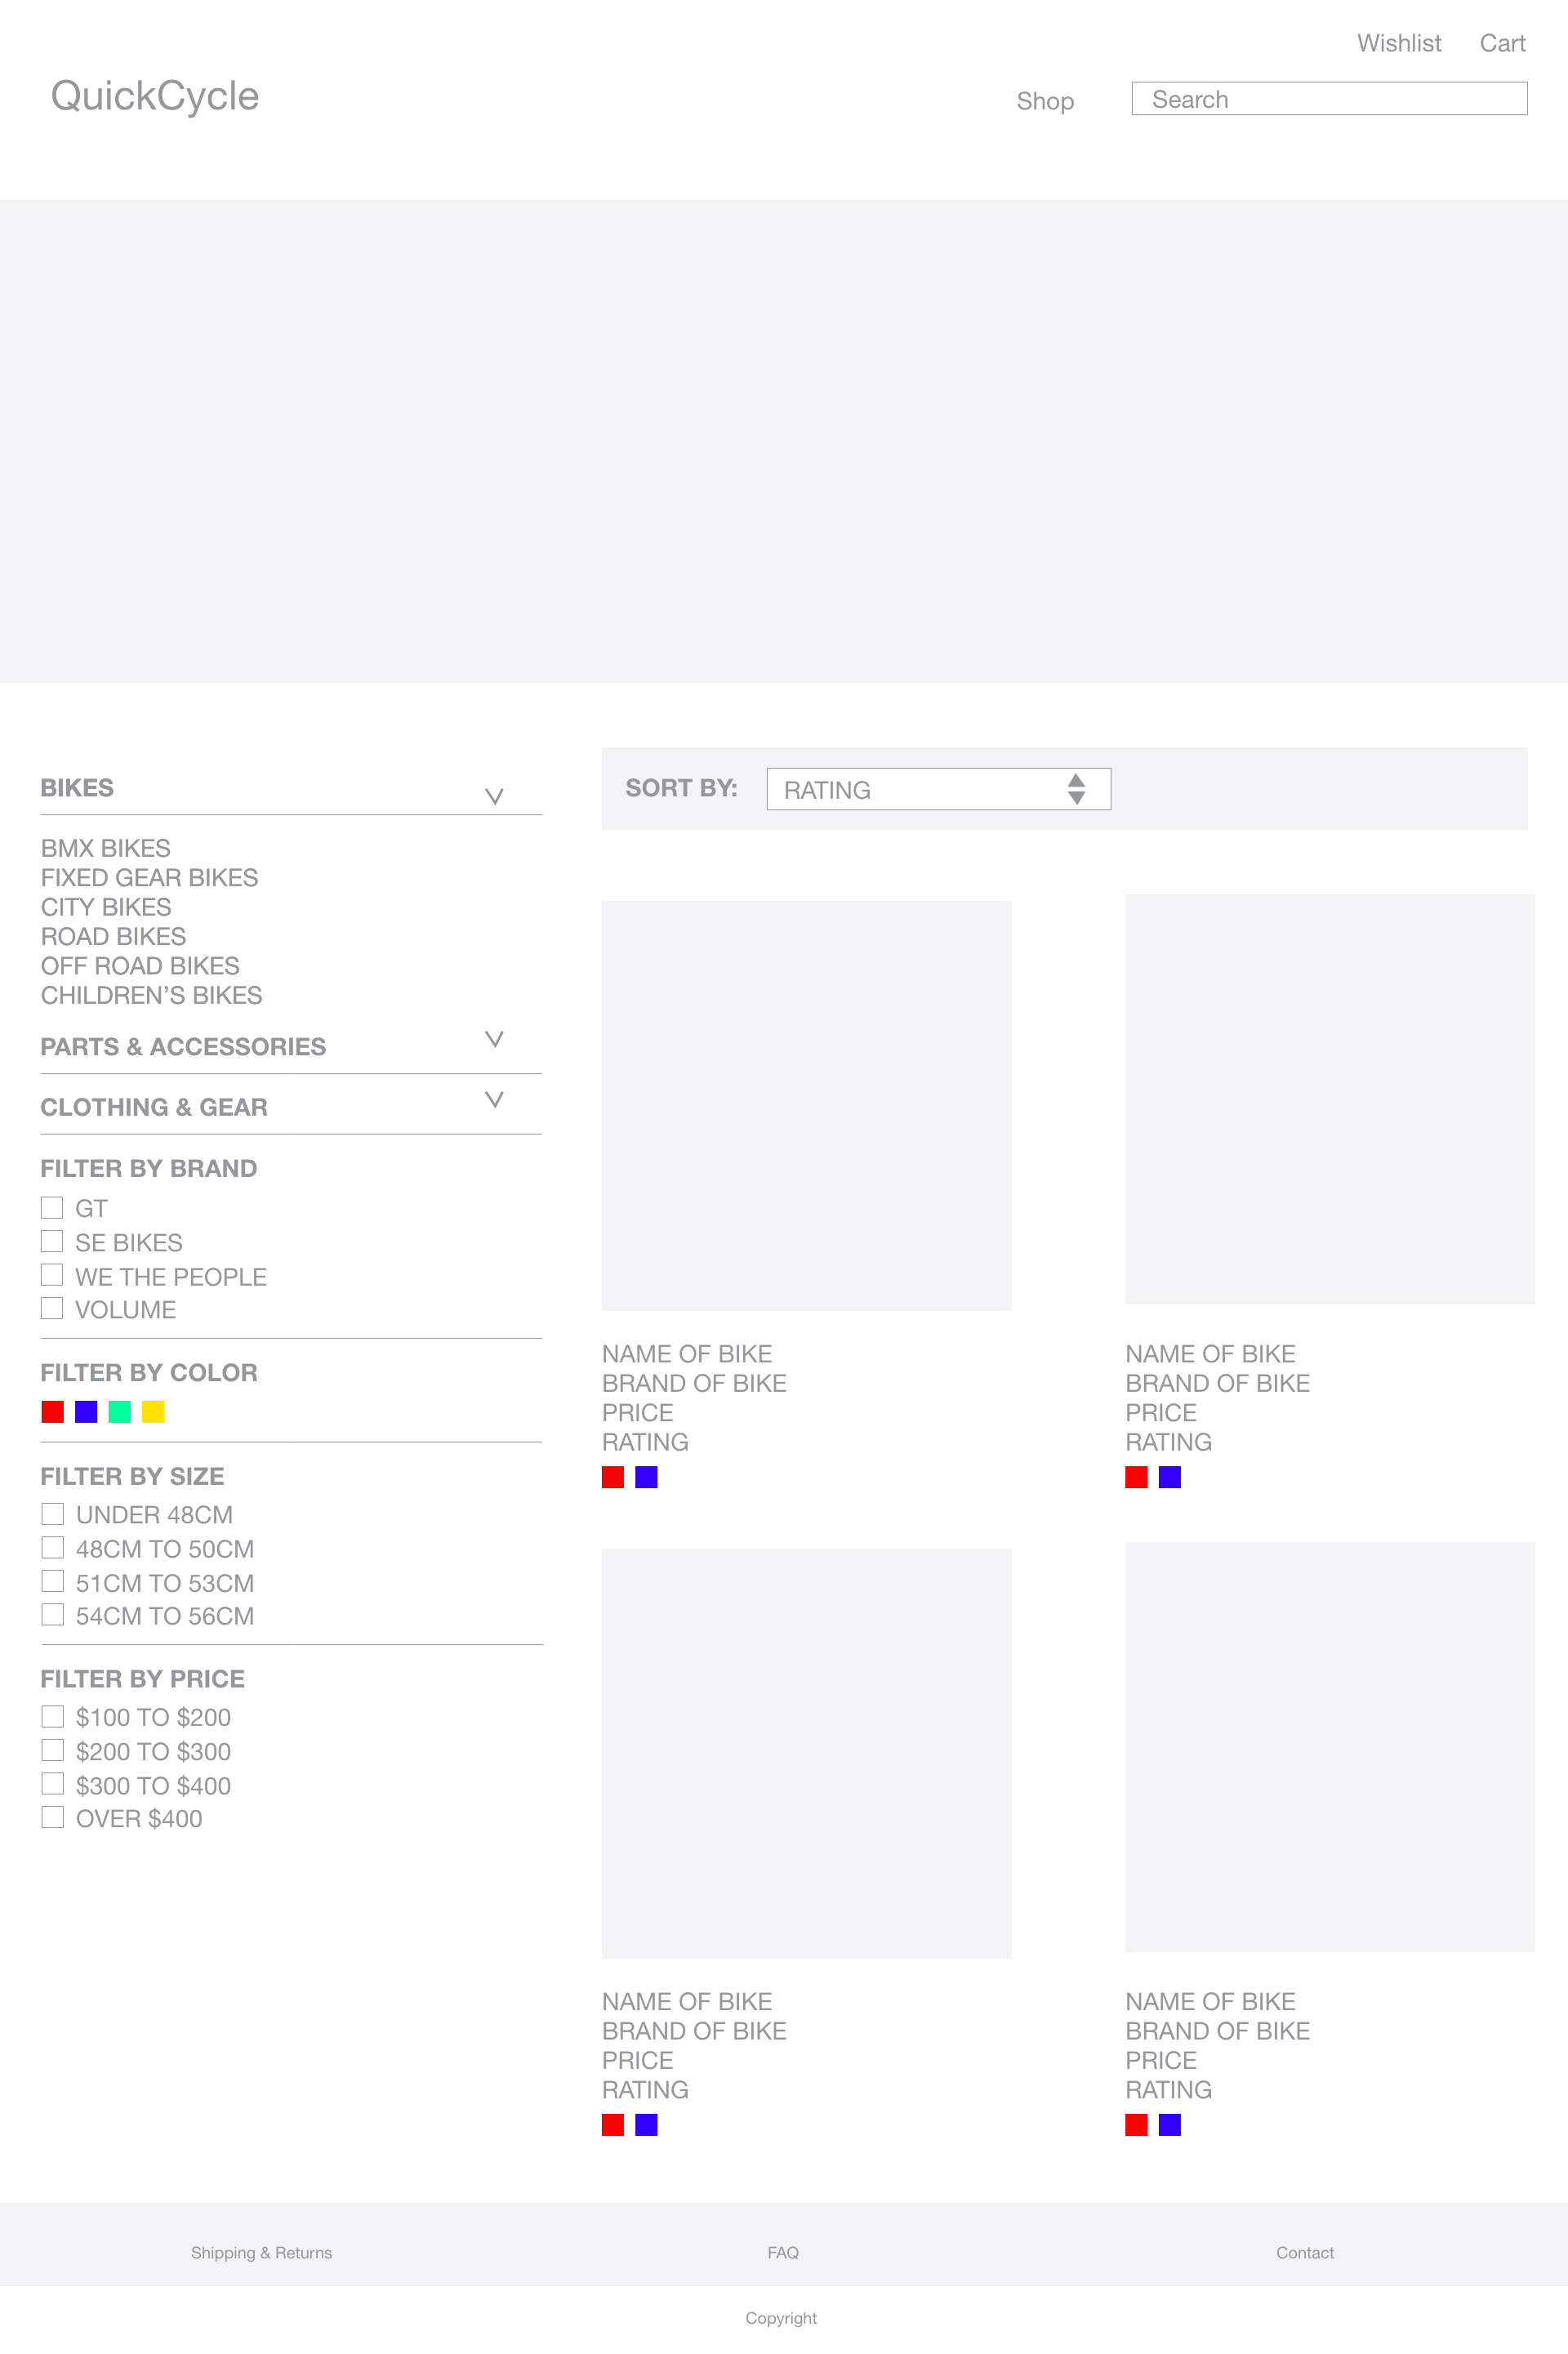 Wishlist Cart
QuickCycle
Shop
Search
BIKES
BMX BIKES
FIXED GEAR BIKES
CITY BIKES
ROAD BIKES
OFF ROAD BIKES
CHILDREN’S BIKES
PARTS & ACCESSORIES
CLOTHING & GEAR
FILTER BY BRAND
GT
SE BIKES
WE THE PEOPLE
VOLUME
FILTER BY COLOR
FILTER BY SIZE
UNDER 48CM
48CM TO 50CM
51CM TO 53CM
54CM TO 56CM
FILTER BY PRICE
$100 TO $200
$200 TO $300
$300 TO $400
OVER $400
SORT BY:
RATING
NAME OF BIKE
BRAND OF BIKE
PRICE
RATING
NAME OF BIKE
BRAND OF BIKE
PRICE
RATING
NAME OF BIKE
BRAND OF BIKE
PRICE
RATING
NAME OF BIKE
BRAND OF BIKE
PRICE
RATING
Shipping & Returns
FAQ
Contact
Copyright